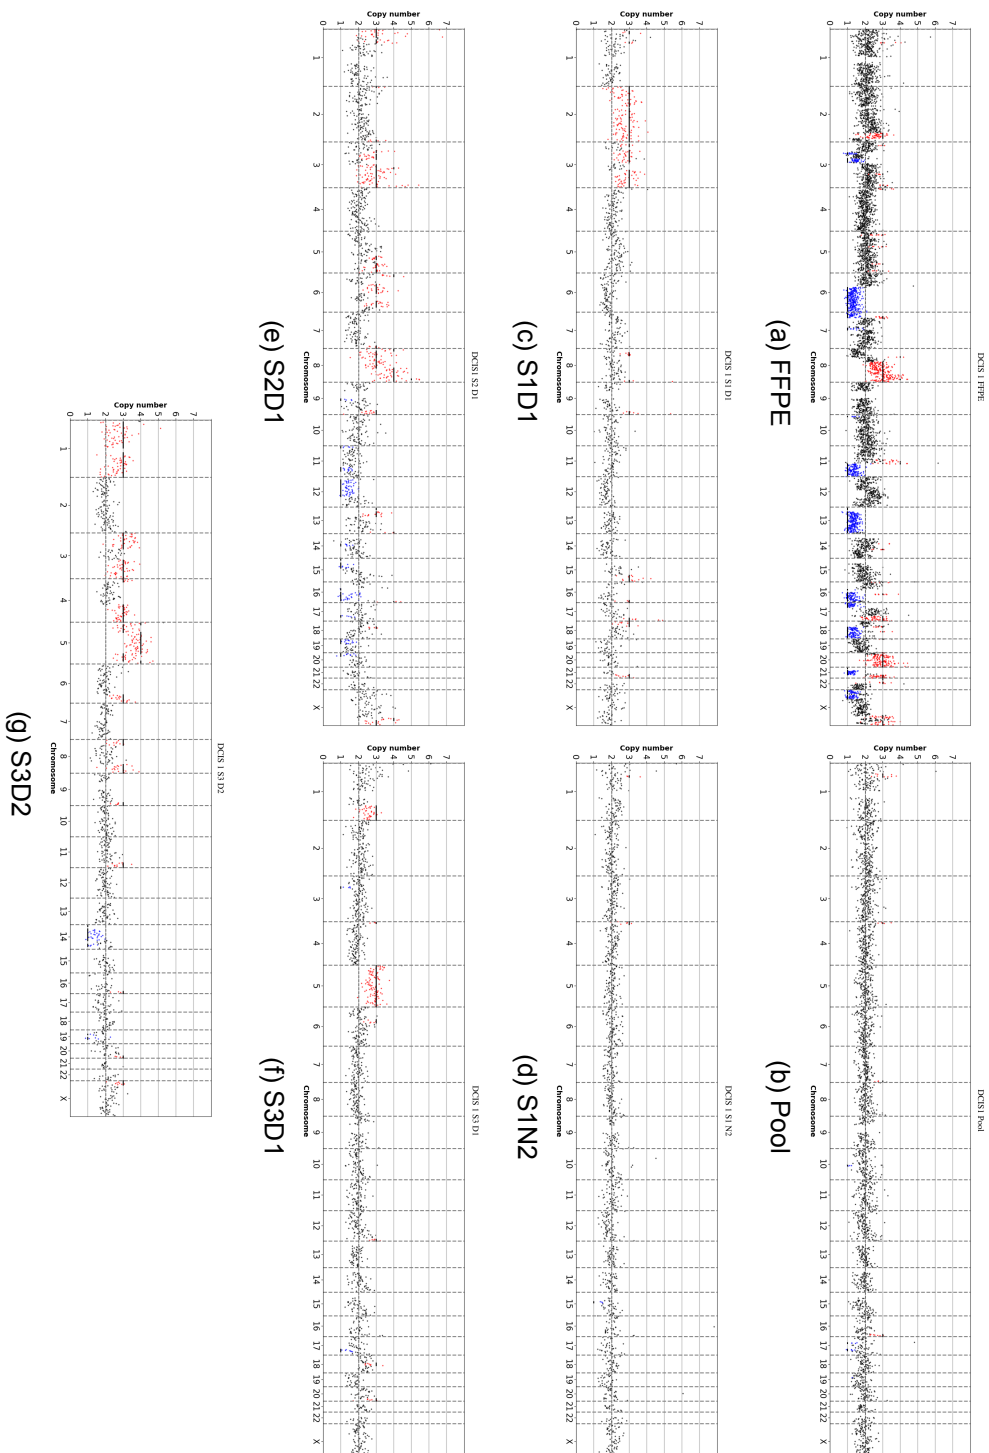 DCIS 1 FFPE
Copy number
7
6
5
4
3
2
1
0
1 2 3 4 5 6 7 8 9 10 11 12 13 14 15 16 17 18 19 20 21 22 X
Chromosome
(a) FFPE
DCIS1 Pool
Copy number
7
6
5
4
3
2
1
0
1 2 3 4 5 6 7 8 9 10 11 12 13 14 15 16 17 18 19 20 21 22 X
Chromosome
(b) Pool
DCIS 1 S1 D1
Copy number
7
6
5
4
3
2
1
0
1 2 3 4 5 6 7 8 9 10 11 12 13 14 15 16 17 18 19 20 21 22 X
Chromosome
(c) S1D1
DCIS 1 S1 N2
Copy number
7
6
5
4
3
2
1
0
1 2 3 4 5 6 7 8 9 10 11 12 13 14 15 16 17 18 19 20 21 22 X
Chromosome
(d) S1N2
DCIS1 S2 D1
Copy number
7
6
5
4
3
2
1
0
1 2 3 4 5 6 7 8 9 10 11 12 13 14 15 16 17 18 19 20 21 22 X
Chromosome
(e) S2D1
DCIS 1 S3 D1
Copy number
7
6
5
4
3
2
1
0
1 2 3 4 5 6 7 8 9 10 11 12 13 14 15 16 17 18 19 20 21 22 X
Chromosome
(f) S3D1
DCIS 1 S3 D2
Copy number
7
6
5
4
3
2
1
0
1 2 3 4 5 6 7 8 9 10 11 12 13 14 15 16 17 18 19 20 21 22 X
Chromosome
(g) S3D2